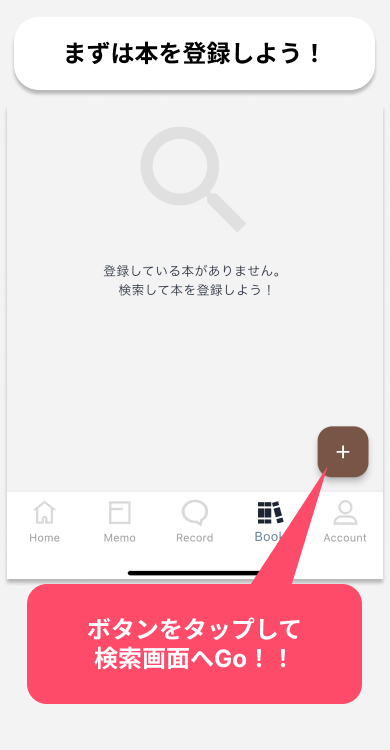 まずは本を登録しよう！
登録している本がありません。
検索して本を登録しよう！
+
Home
Memo
Record
Account
ボタンをタップして
検索画面へGo！！